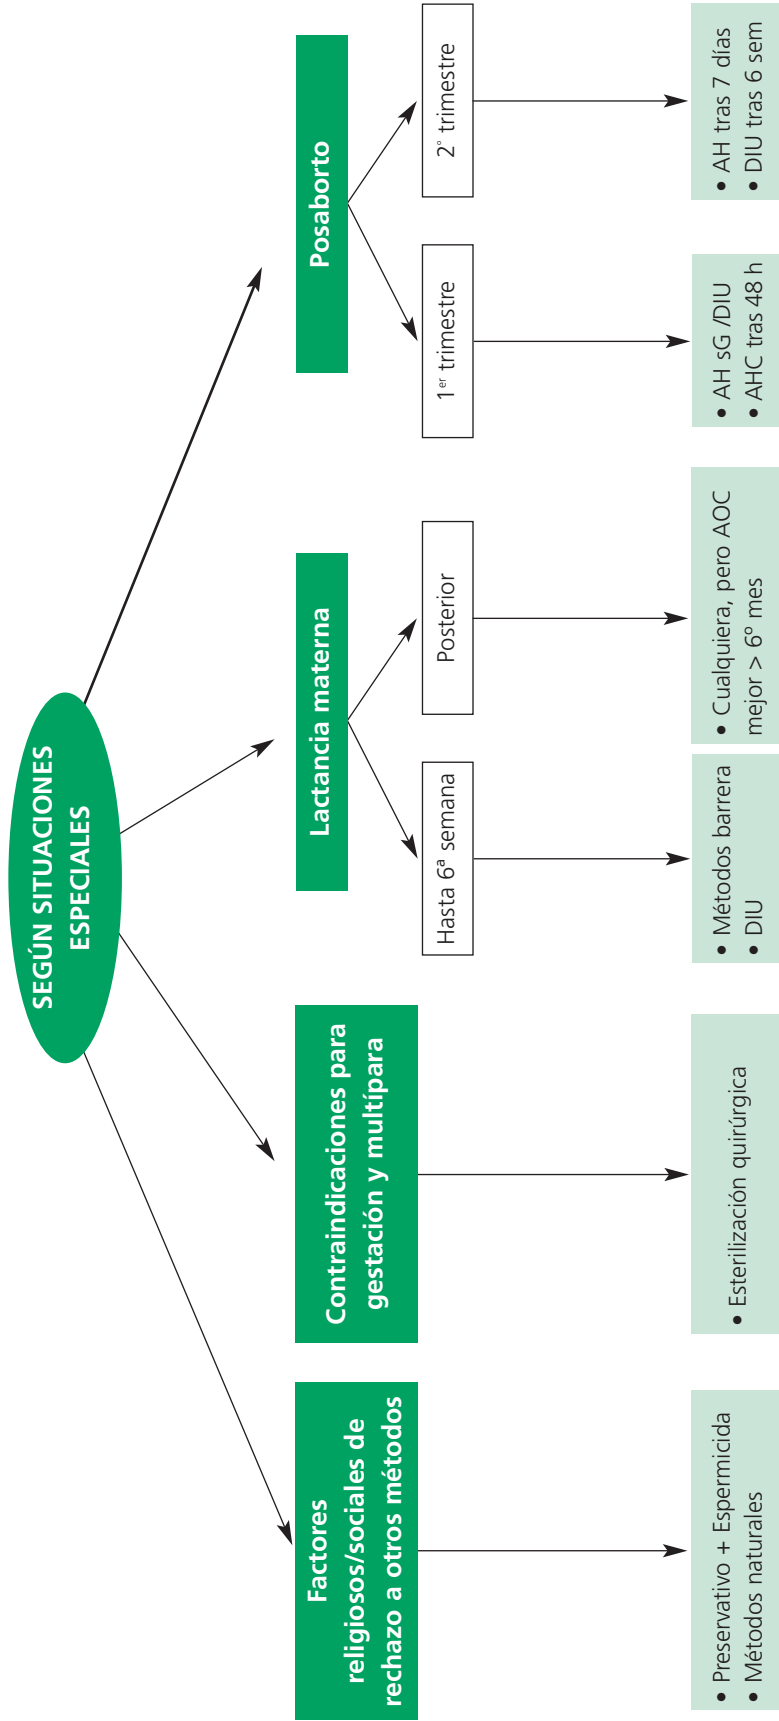 SEGÚN SITUACIONES
ESPECIALES
Factores
religiosos/sociales de
rechazo a otros métodos
Contraindicaciones para
gestación y multípara
Lactancia materna
Posaborto
Hasta 6ª semana
Posterior
1er trimestre
2° trimestre
• Preservativo + Espermicida
• Métodos naturales
• Esterilización quirúrgica
• Métodos barrera
• DIU
• Cualquiera, pero AOC
mejor > 6º mes
• AH sG /DIU
• AHC tras 48 h
• AH tras 7 días
• DIU tras 6 sem